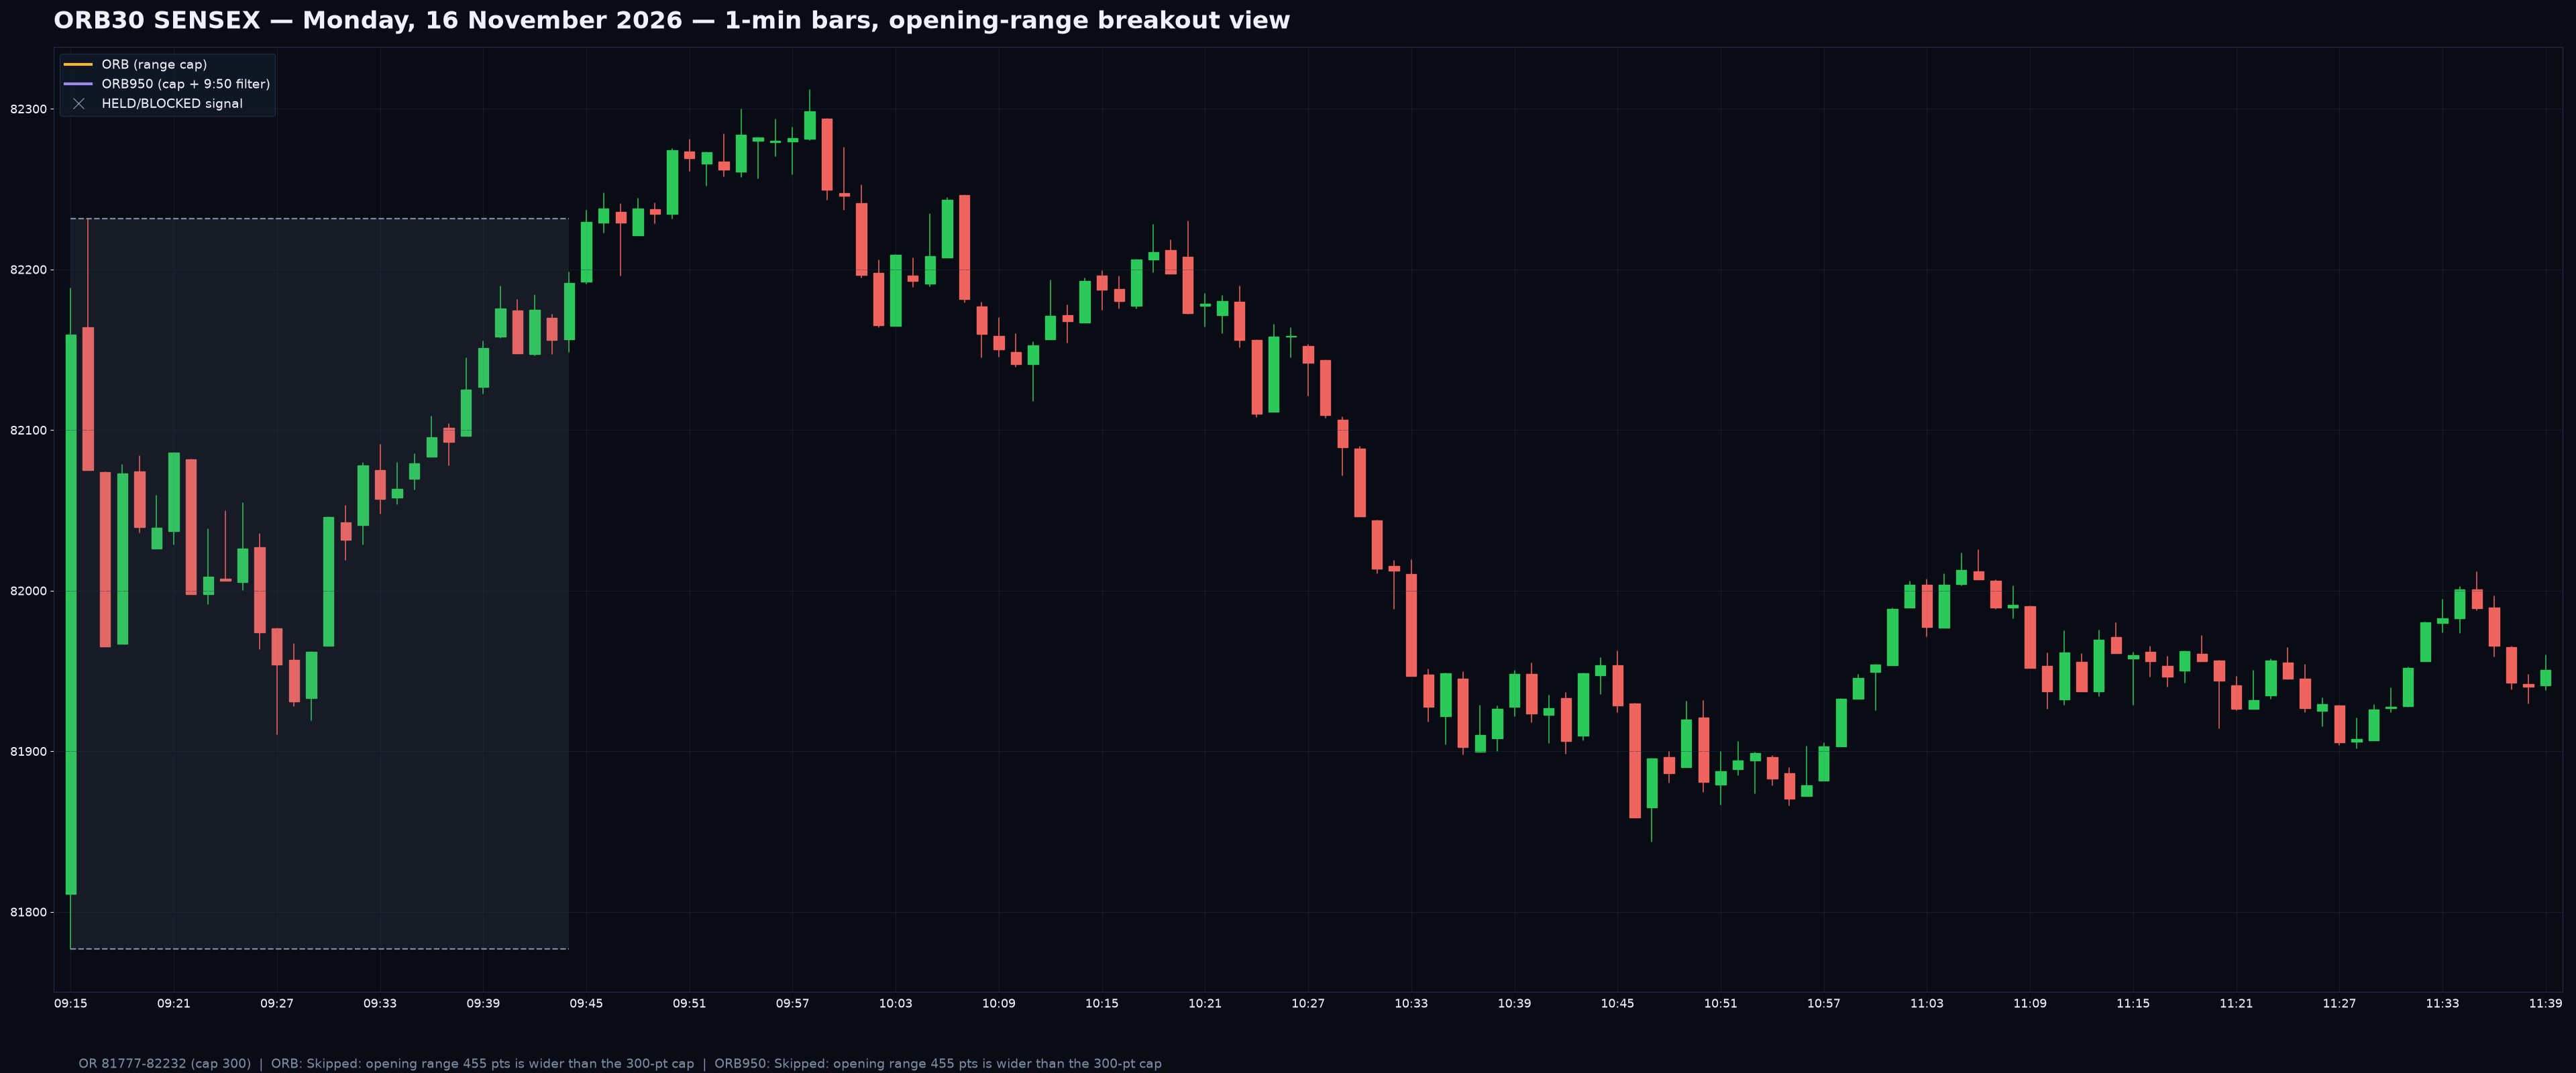 ORB30 SENSEX — Monday, 16 November 2026 — 1-min bars, opening-range breakout view
ORB (range cap)
ORB950 (cap + 9:50 filter)
HELD/BLOCKED signal
82300
82200
82100
82000
81900
81800
09:15 09:21 09:27 09:33 09:39 09:45 09:51 09:57 10:03 10:09 10:15 10:21 10:27 10:33 10:39 10:45 10:51 10:57 11:03 11:09 11:15 11:21 11:27 11:33 11:39
OR 81777-82232 (cap 300) | ORB: Skipped: opening range 455 pts is wider than the 300-pt cap | ORB950: Skipped: opening range 455 pts is wider than the 300-pt cap